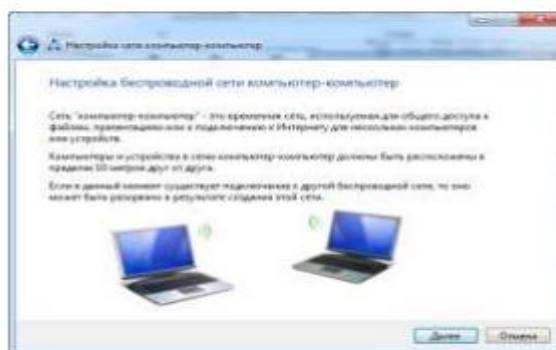 Настройка сети компьютер-компьютер
Настройка беспроводной сети компьютер-компьютер
Сеть "компьютер-компьютер" - это временная сеть, используемая для общего доступа к
файлам, презентациям или к подключению к Интернету для нескольких компьютеров
или устройств.
Компьютеры и устройства в сетях компьютер-компьютер должны быть расположены в
пределах 10 метров друг от друга.
Если в данный момент существует подключение к другой беспроводной сети, то оно
может быть разорвано в результате создания этой сети.
Далее Отмена